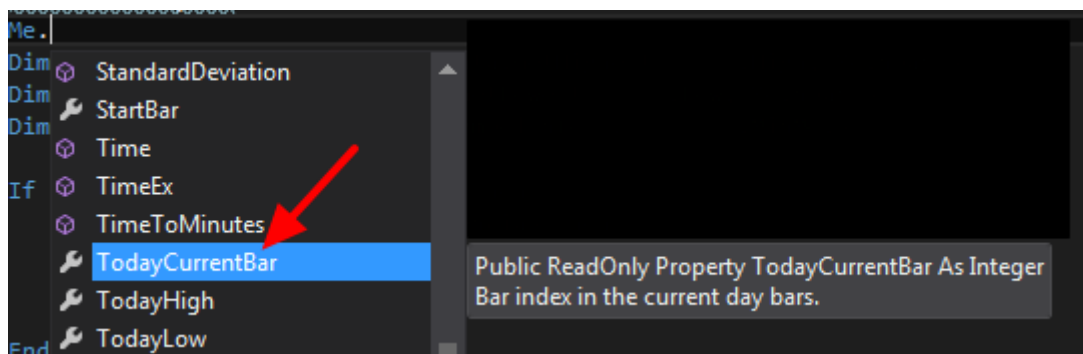 Me.
Dim
StandardDeviation
Dim
StartBar
Dim
Time
If
TimeEx
TimeToMinutes
TodayCurrentBar
Public ReadOnly Property TodayCurrentBar As Integer
Bar index in the current day bars.
TodayHigh
TodayLow
End